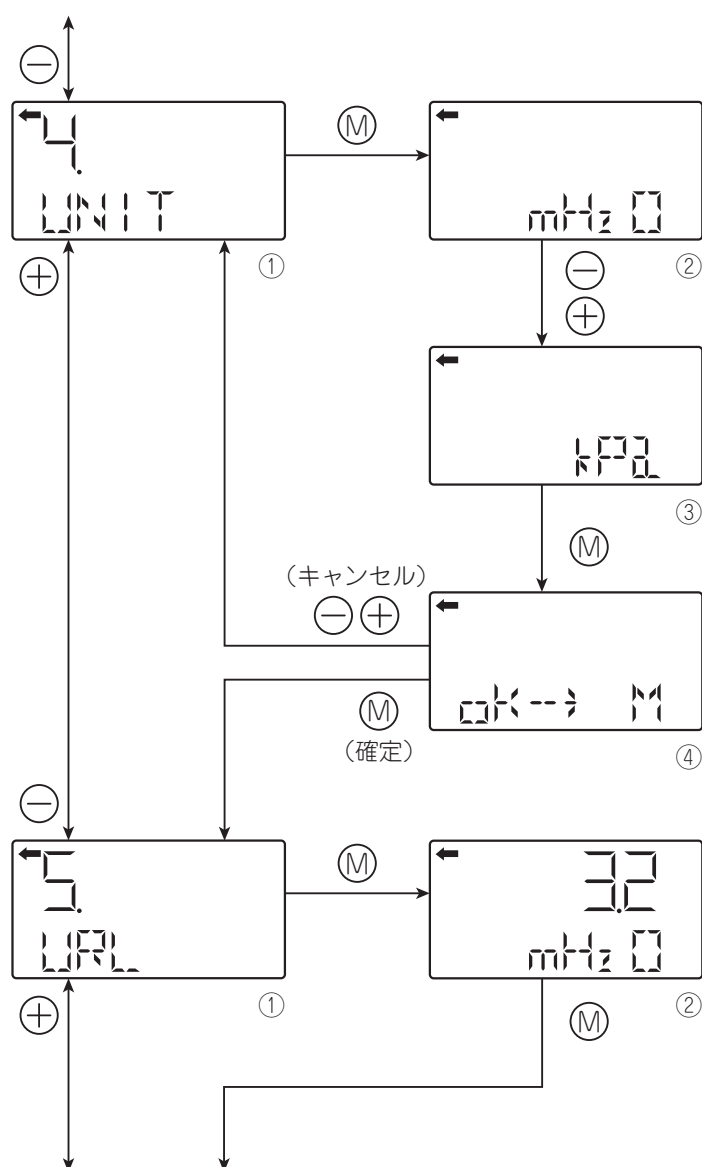 ⊖
4.
UNIT
Ⓜ
mH₂O
⊕
①
⊖
②
⊕
kPa
③
Ⓜ
(キャンセル)
⊖ ⊕
Ⓜ
oK--→ M
(確定)
④
⊖
5.
URL
Ⓜ
3.2
mH₂O
⊕
①
Ⓜ
②